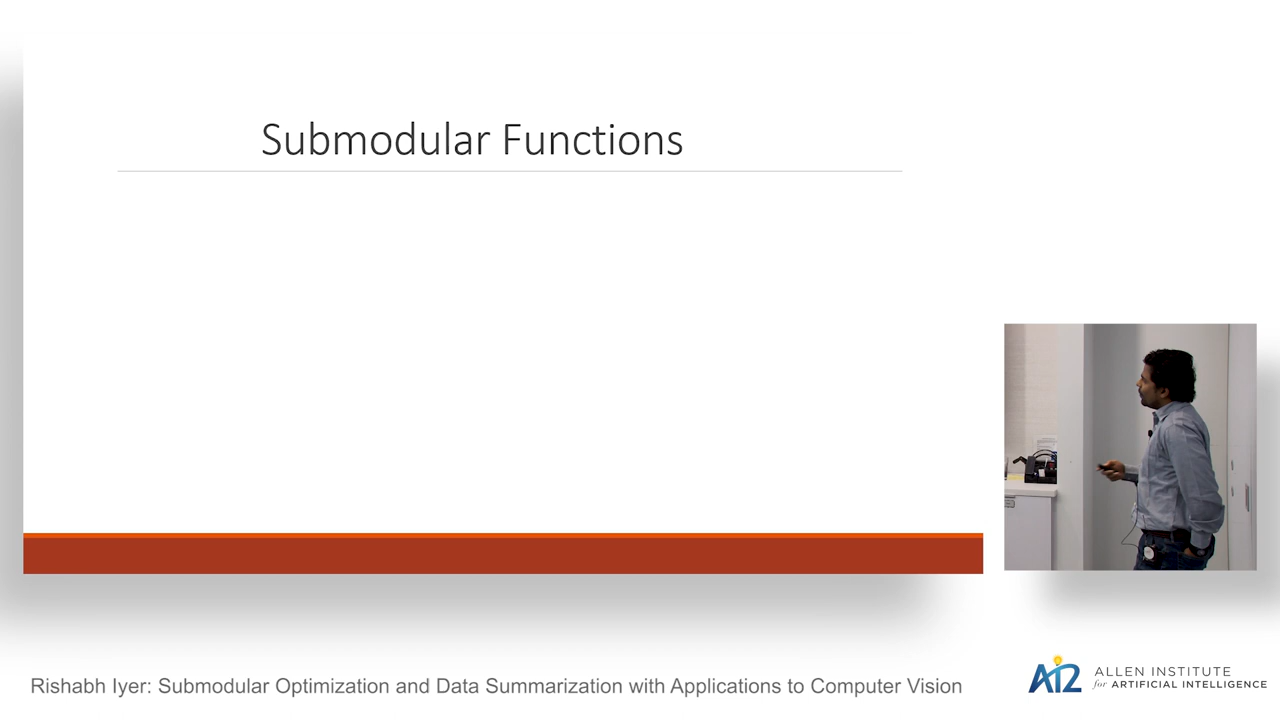 Submodular Functions
Rishabh Iyer: Submodular Optimization and Data Summarization with Applications to Computer Vision
AI2
ALLEN INSTITUTE
for ARTIFICIAL INTELLIGENCE